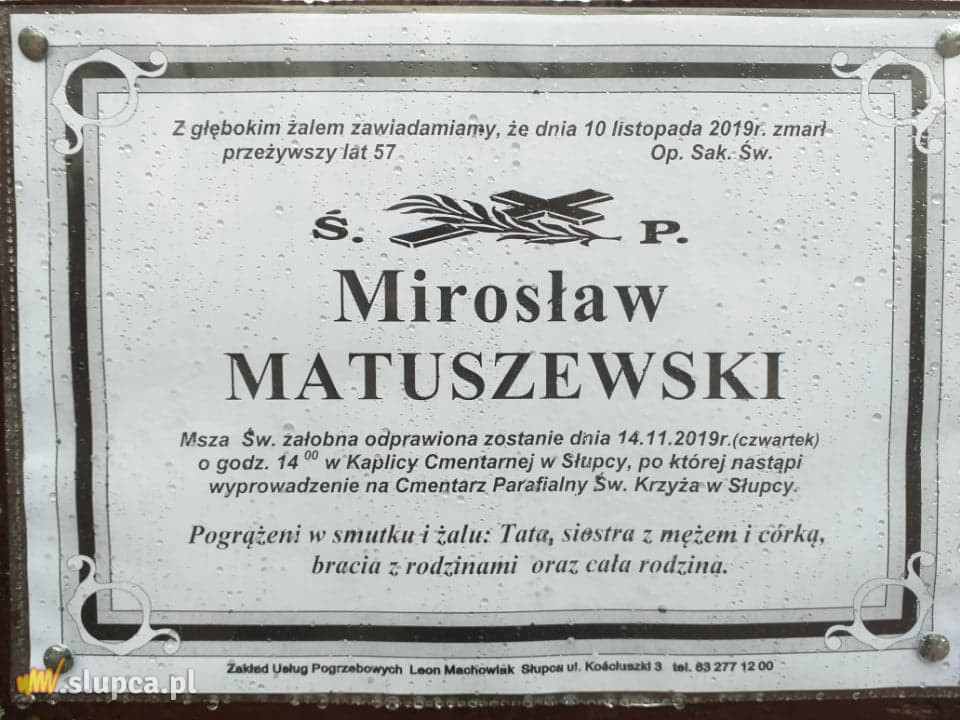 Z głębokim żalem zawiadamiamy, że dnia 10 listopada 2019r. zmarł
przeżywszy lat 57 Op. Sak. Św.
Ś. P.
Mirosław
MATUSZEWSKI
Msza Św. żałobna odprawiona zostanie dnia 14.11.2019r.(czwartek)
o godz. 14 00 w Kaplicy Cmentarnej w Słupcy, po której nastąpi
wyprowadzenie na Cmentarz Parafialny Św. Krzyża w Słupcy.
Pogrążeni w smutku i żalu: Tata, siostra z mężem i córką,
bracia z rodzinami oraz cała rodzina.
Zakład Usług Pogrzebowych Leon Machowiak Słupca ul. Kościuszki 3 tel. 63 277 12 00
www.slupca.pl